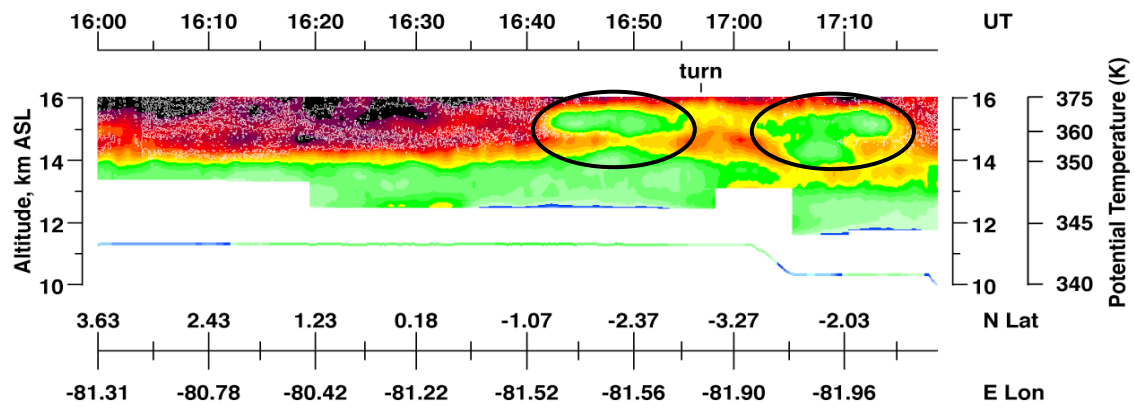 16:00 16:10 16:20 16:30 16:40 16:50 17:00 17:10 UT
turn
Altitude, km ASL
16 14 12 10
16 14 12 10
375 360 350 345 340
Potential Temperature (K)
3.63 2.43 1.23 0.18 -1.07 -2.37 -3.27 -2.03 N Lat
-81.31 -80.78 -80.42 -81.22 -81.52 -81.56 -81.90 -81.96 E Lon